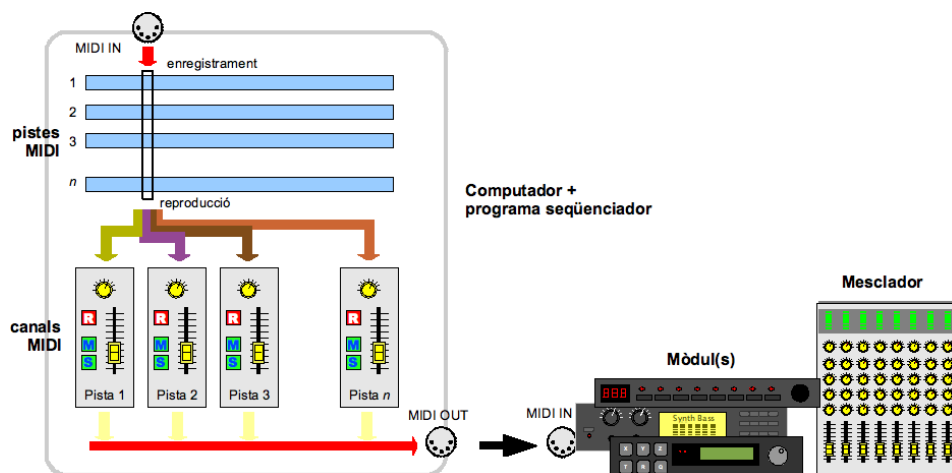 MIDI IN
enregistrament
1
2
pistes
MIDI
3
n
reproducció
Computador +
programa seqüenciador
canals
MIDI
R
M
S
Pista 1
R
M
S
Pista 2
R
M
S
Pista 3
R
M
S
Pista n
MIDI OUT
MIDI IN
Mòdul(s)
Mesclador
888
Synth Bass
X Y Z
T R Q